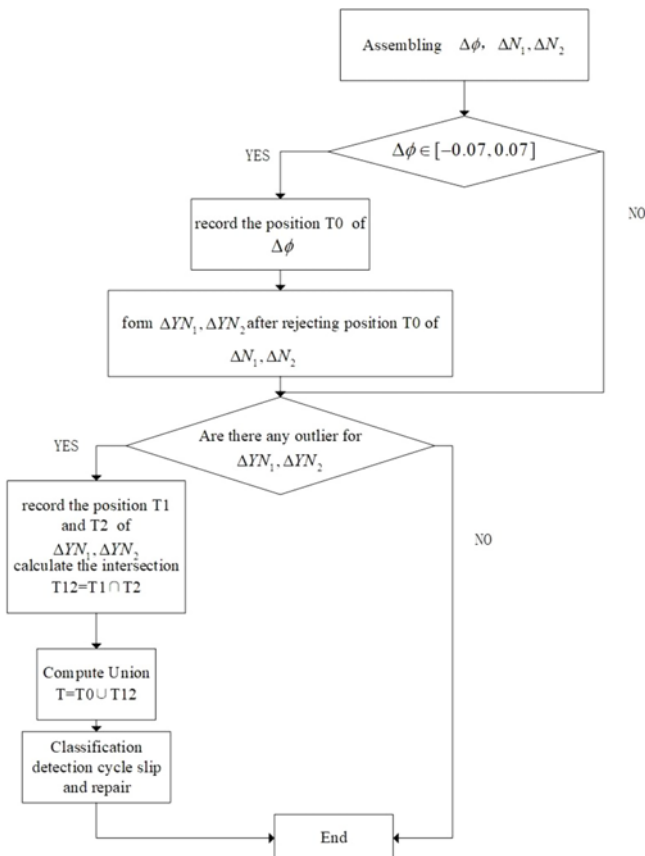 Assembling Δϕ, ΔN₁, ΔN₂
Δϕ∈[−0.07, 0.07]
YES
NO
record the position T0 of
Δϕ
form ΔYN₁, ΔYN₂ after rejecting position T0 of
ΔN₁, ΔN₂
Are there any outlier for
ΔYN₁, ΔYN₂
YES
NO
record the position T1
and T2 of
ΔYN₁, ΔYN₂
calculate the intersection
T12=T1∩T2
Compute Union
T=T0∪T12
Classification
detection cycle slip
and repair
End